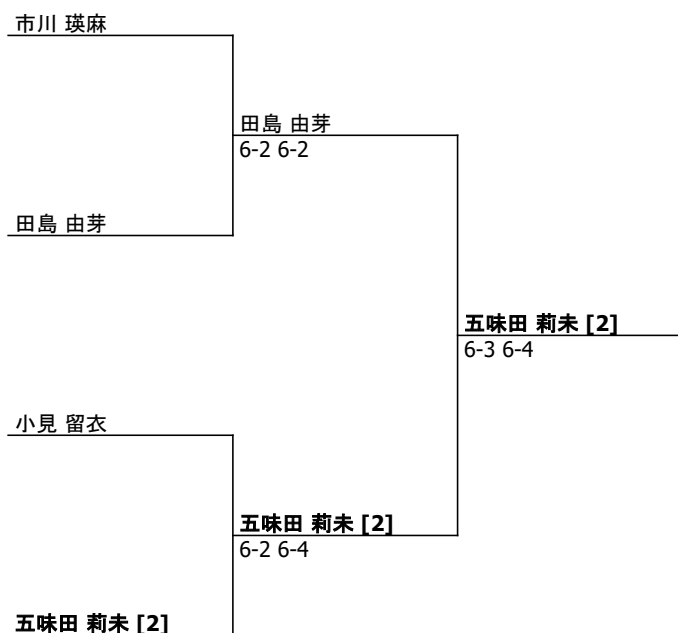 市川 瑛麻
田島 由芽
6-2 6-2
田島 由芽
五味田 莉未 [2]
6-3 6-4
小見 留衣
五味田 莉未 [2]
6-2 6-4
五味田 莉未 [2]